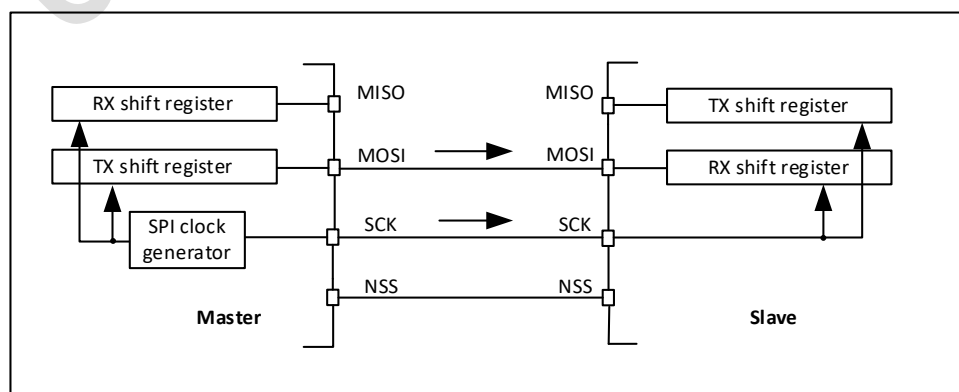 RX shift register
MISO
MISO
TX shift register
TX shift register
MOSI
MOSI
RX shift register
SPI clock
generator
SCK
SCK
NSS
NSS
Master
Slave